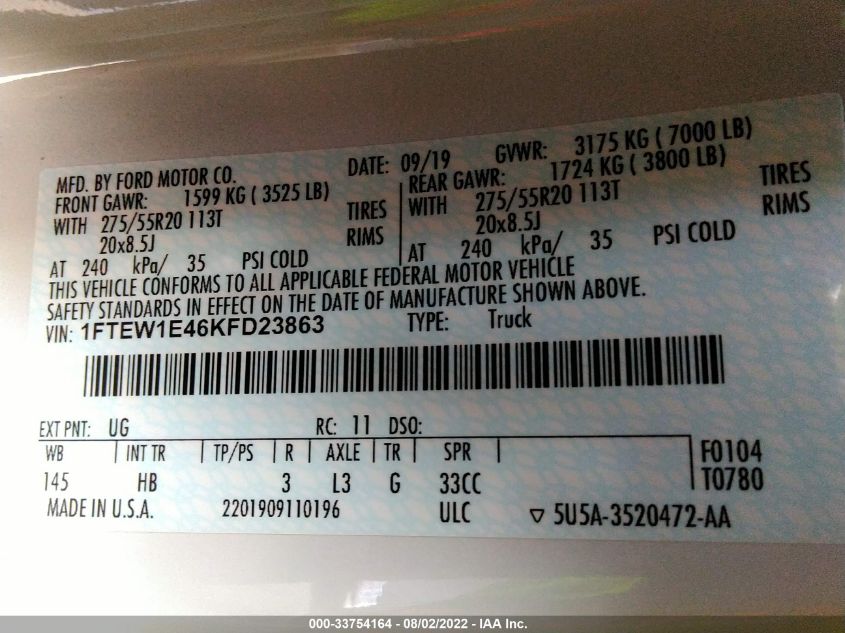 MFD. BY FORD MOTOR CO. DATE: 09/19 GVWR: 3175 KG ( 7000 LB)
FRONT GAWR: 1599 KG ( 3525 LB) REAR GAWR: 1724 KG ( 3800 LB)
WITH 275/55R20 113T TIRES WITH 275/55R20 113T TIRES
20x8.5J RIMS 20x8.5J RIMS
AT 240 kPa/ 35 PSI COLD AT 240 kPa/ 35 PSI COLD
THIS VEHICLE CONFORMS TO ALL APPLICABLE FEDERAL MOTOR VEHICLE
SAFETY STANDARDS IN EFFECT ON THE DATE OF MANUFACTURE SHOWN ABOVE.
VIN: 1FTEW1E46KFD23863 TYPE: Truck
EXT PNT: UG RC: 11 DSO:
WB INT TR TP/PS R AXLE TR SPR F0104
145 HB 3 L3 G 33CC T0780
MADE IN U.S.A. 2201909110196 ULC ▽ 5U5A-3520472-AA
000-33754164 - 08/02/2022 - IAA Inc.